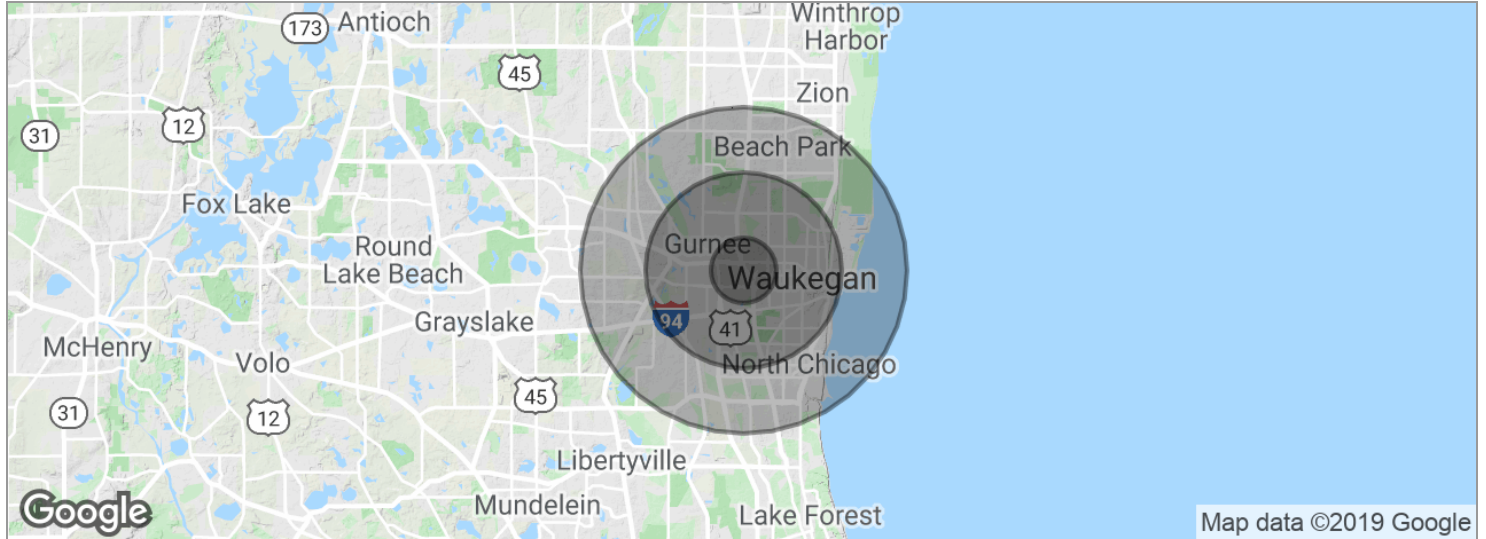 Winthrop
Harbor
173
Antioch
45
Zion
12
31
Beach Park
Fox Lake
Gurnee
Round
Lake Beach
Waukegan
94
41
Grayslake
McHenry
Volo
North Chicago
45
31
12
Libertyville
Mundelein
Lake Forest
Google
Map data ©2019 Google